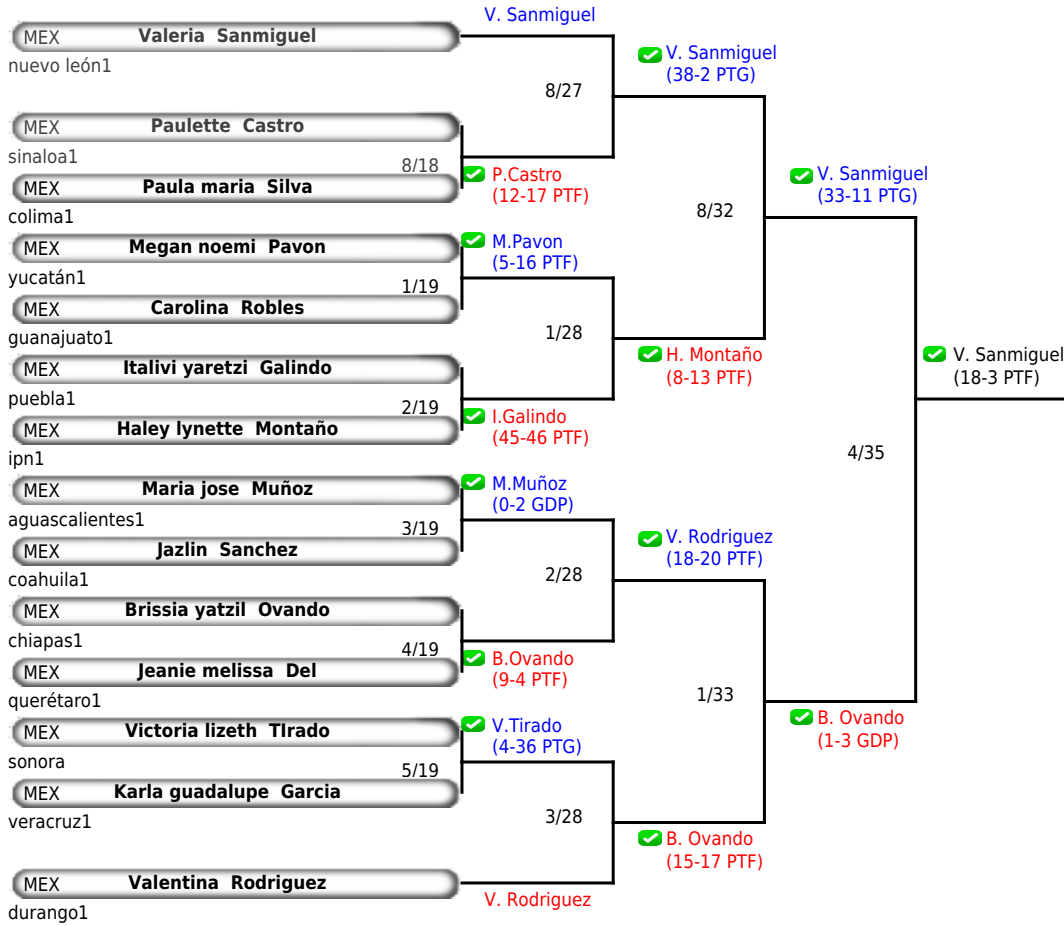 V. Sanmiguel
MEX Valeria Sanmiguel
nuevo león1
V. Sanmiguel
(38-2 PTG)
8/27
MEX Paulette Castro
sinaloa1
8/18
P.Castro
(12-17 PTF)
MEX Paula maria Silva
colima1
V. Sanmiguel
(33-11 PTG)
8/32
MEX Megan noemi Pavon
yucatán1
M.Pavon
(5-16 PTF)
1/19
MEX Carolina Robles
guanajuato1
1/28
H. Montaño
(8-13 PTF)
V. Sanmiguel
(18-3 PTF)
MEX Italivi yaretzi Galindo
puebla1
2/19
I.Galindo
(45-46 PTF)
MEX Haley lynette Montaño
ipn1
4/35
MEX Maria jose Muñoz
aguascalientes1
M.Muñoz
(0-2 GDP)
3/19
MEX Jazlin Sanchez
coahuila1
V. Rodriguez
(18-20 PTF)
2/28
MEX Brissia yatzil Ovando
chiapas1
4/19
B.Ovando
(9-4 PTF)
MEX Jeanie melissa Del
querétaro1
1/33
B. Ovando
(1-3 GDP)
MEX Victoria lizeth TIrado
sonora
V.Tirado
(4-36 PTG)
5/19
MEX Karla guadalupe Garcia
veracruz1
3/28
B. Ovando
(15-17 PTF)
MEX Valentina Rodriguez
durango1
V. Rodriguez